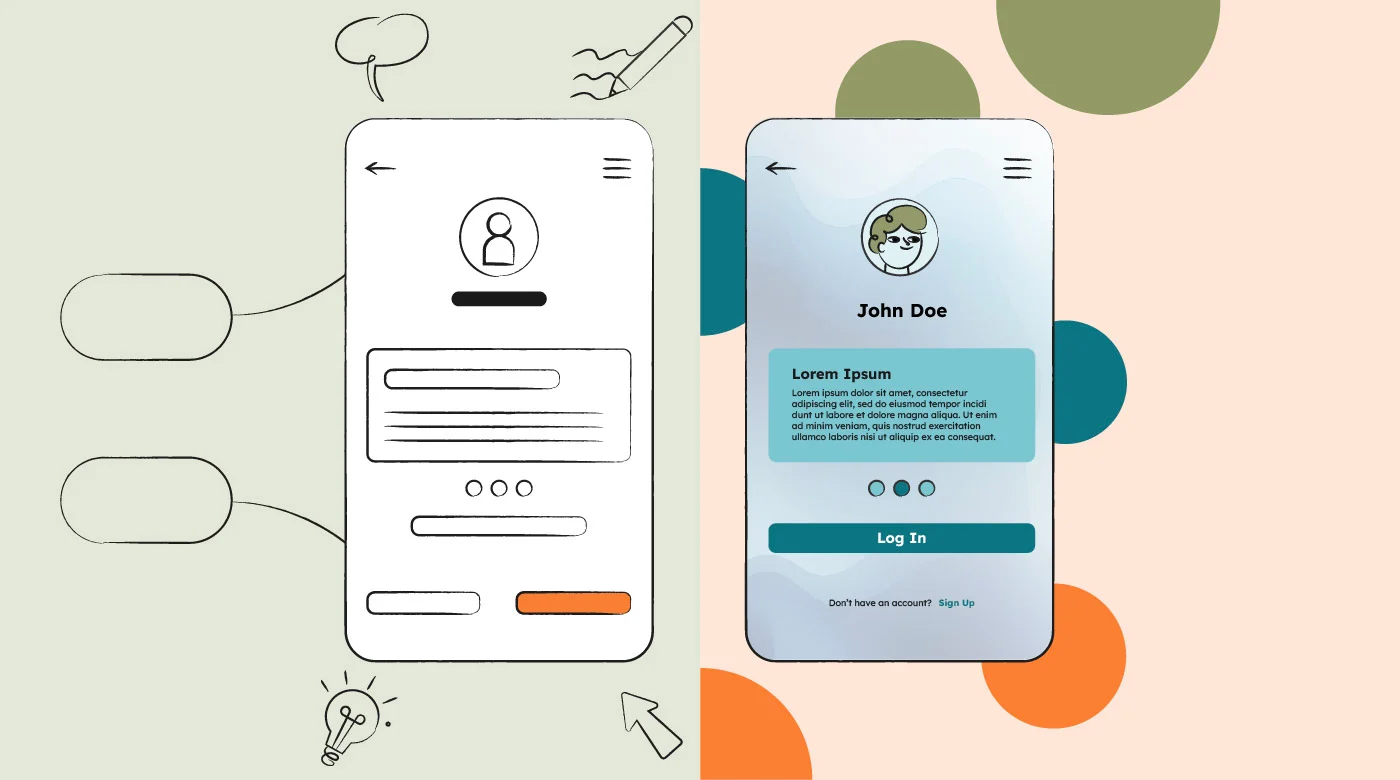 John Doe
Lorem Ipsum
Lorem ipsum dolor sit amet, consectetur
adipiscing elit, sed do eiusmod tempor incidi
dunt ut labore et dolore magna aliqua. Ut enim
ad minim veniam, quis nostrud exercitation
ullamco laboris nisi ut aliquip ex ea consequat.
Log In
Don't have an account? Sign Up